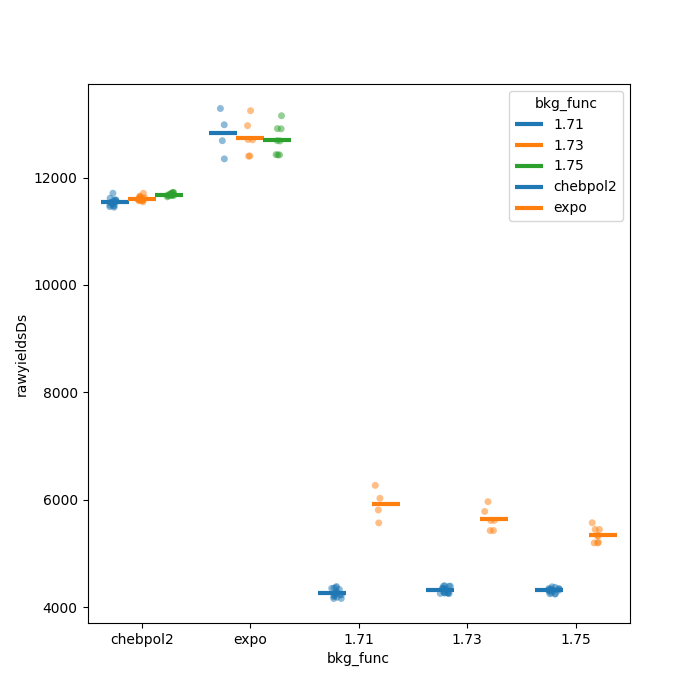 bkg_func
1.71
1.73
1.75
chebpol2
expo
12000
10000
8000
6000
4000
rawyieldsDs
chebpol2 expo 1.71 1.73 1.75
bkg_func